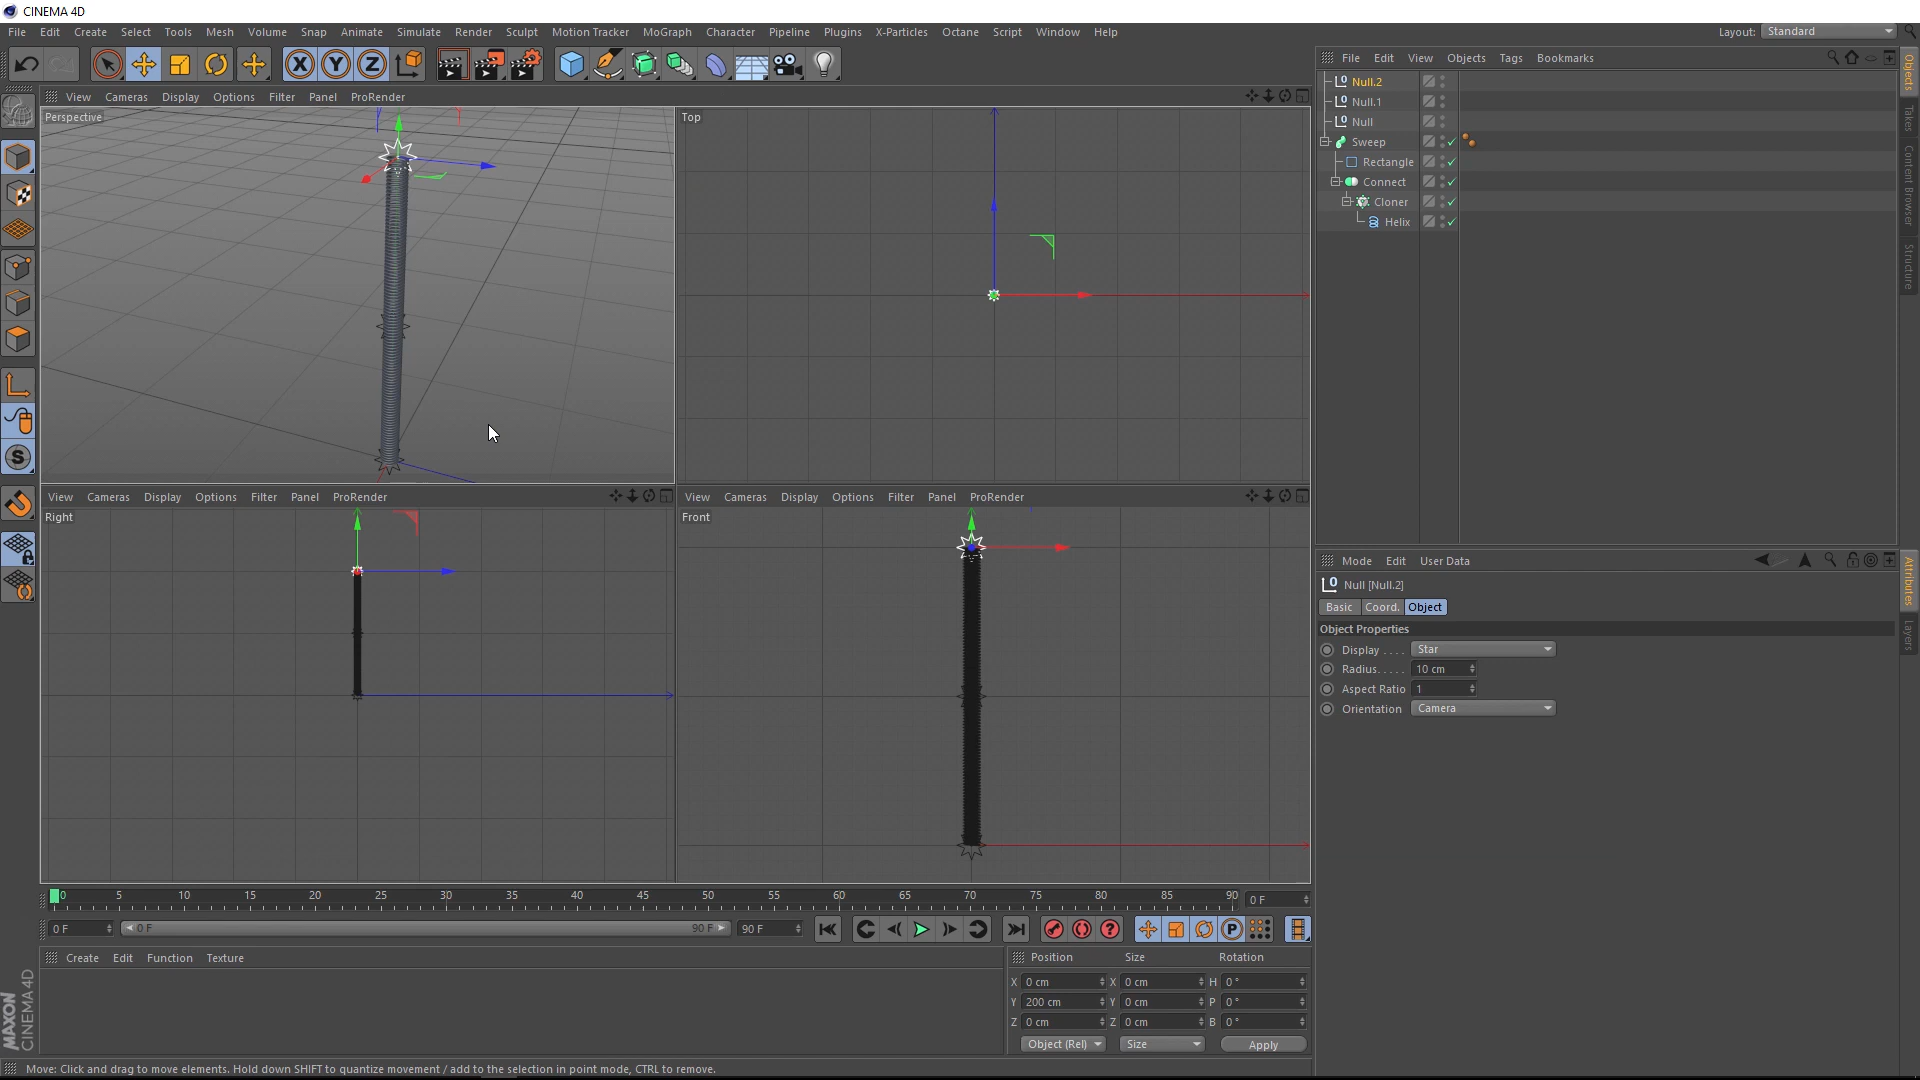 CINEMA 4D
File Edit Create Select Tools Mesh Volume Snap Animate Simulate Render Sculpt Motion Tracker MoGraph Character Pipeline Plugins X-Particles Octane Script Window Help
Layout: Standard
File Edit View Objects Tags Bookmarks
View Cameras Display Options Filter Panel ProRender
Perspective
Top
Null.2
Null.1
Null
Sweep
Rectangle
Connect
Cloner
Helix
Objects
Takes
Content Browser
Structure
View Cameras Display Options Filter Panel ProRender
View Cameras Display Options Filter Panel ProRender
Right
Front
Mode Edit User Data
Null [Null.2]
Basic Coord. Object
Object Properties
Display . . . . Star
Radius. . . . . 10 cm
Aspect Ratio 1
Orientation Camera
Attributes
Layers
0 5 10 15 20 25 30 35 40 45 50 55 60 65 70 75 80 85 90
0 F
0 F 0 F 90 F 90 F
Create Edit Function Texture
Position Size Rotation
X 0 cm X 0 cm H 0 °
Y 200 cm Y 0 cm P 0 °
Z 0 cm Z 0 cm B 0 °
Object (Rel) Size Apply
MAXON
CINEMA 4D
Move: Click and drag to move elements. Hold down SHIFT to quantize movement / add to the selection in point mode, CTRL to remove.